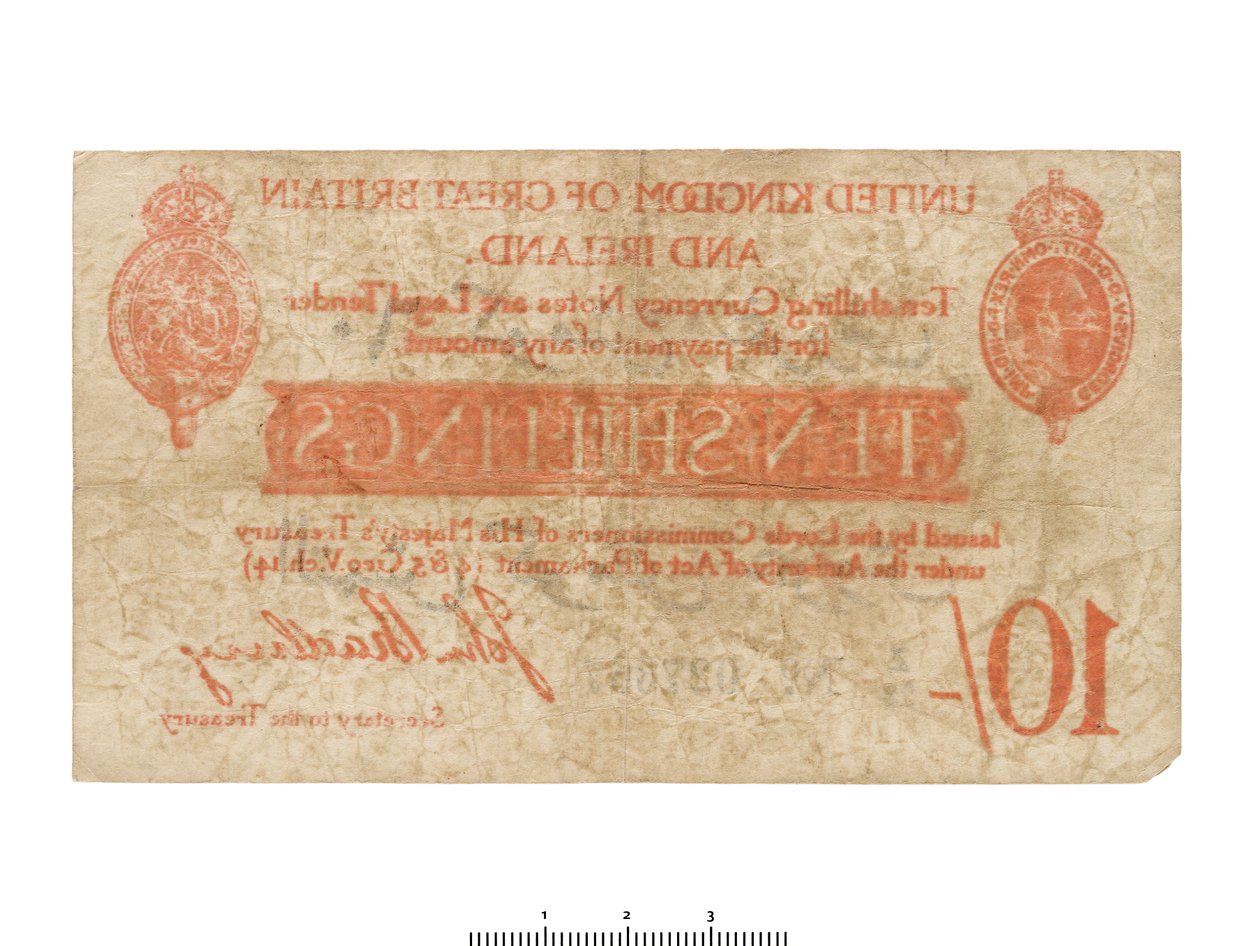 UNITED KINGDOM OF GREAT BRITAIN
AND IRELAND.
Ten shilling Currency Notes are Legal Tender
for the payment of any amount.
TEN SHILLINGS
Issued by the Lords Commissioners of His Majesty's Treasury
under the Authority of Act of Parliament (4 & 5 Geo.V.ch.14)
John Bradbury
Secretary to the Treasury.
10/-
Nº
1 2 3